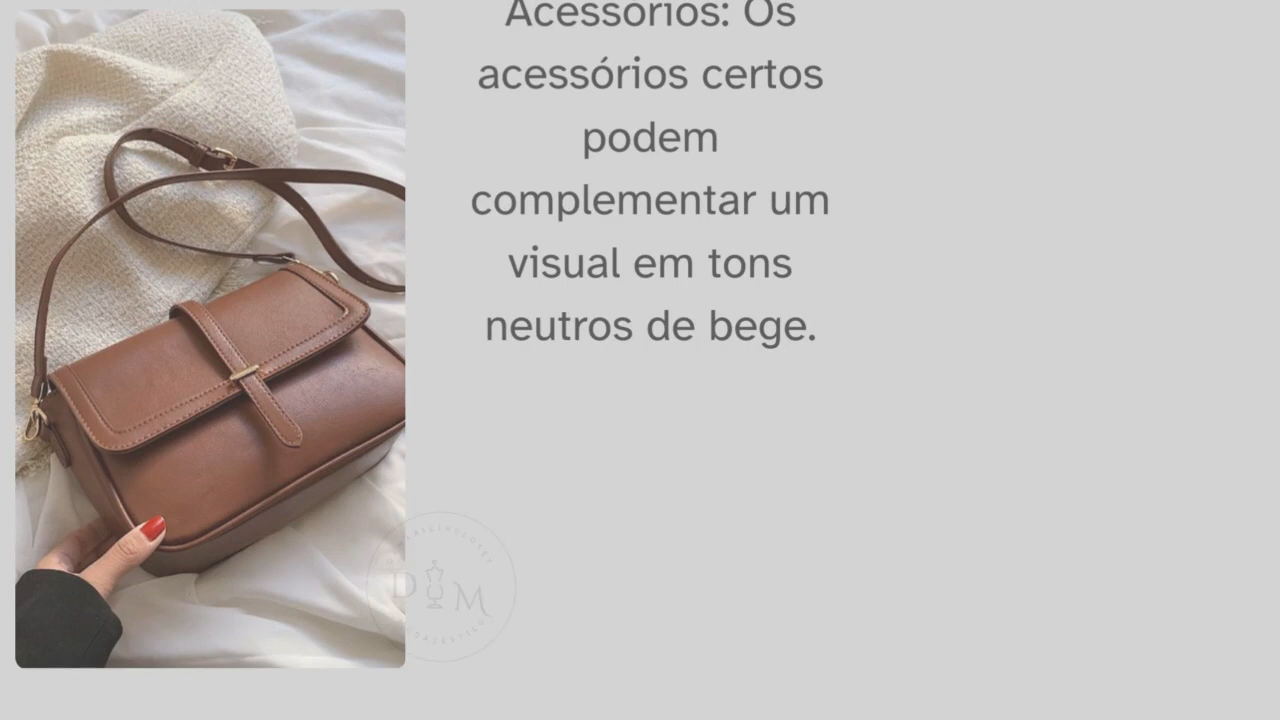 Acessórios: Os
acessórios certos
podem
complementar um
visual em tons
neutros de bege.
D M